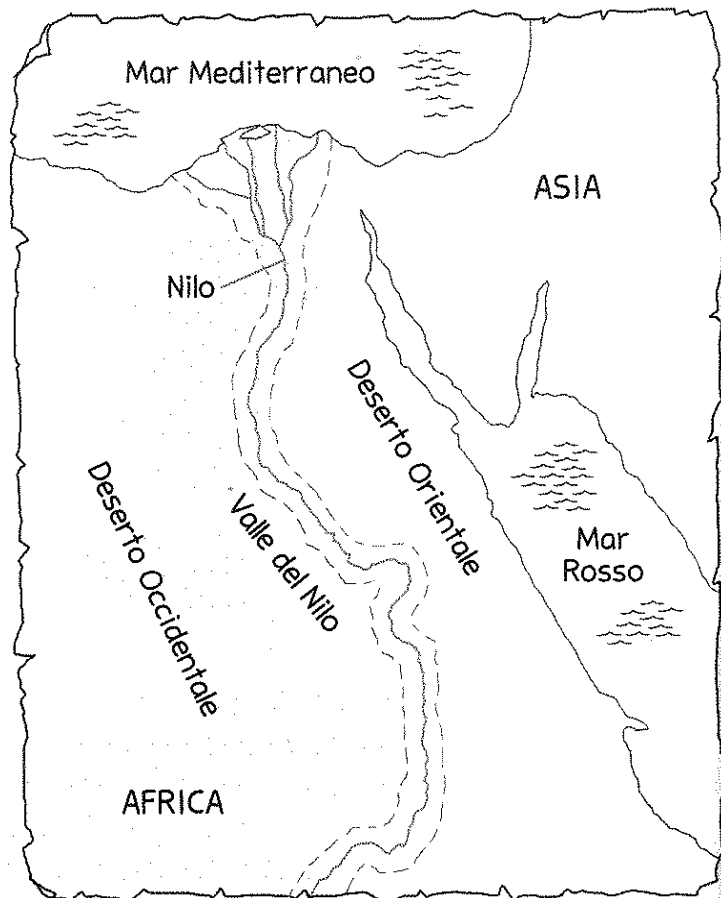 Mar Mediterraneo
ASIA
Nilo
Deserto Orientale
Deserto Occidentale
Valle del Nilo
Mar
Rosso
AFRICA